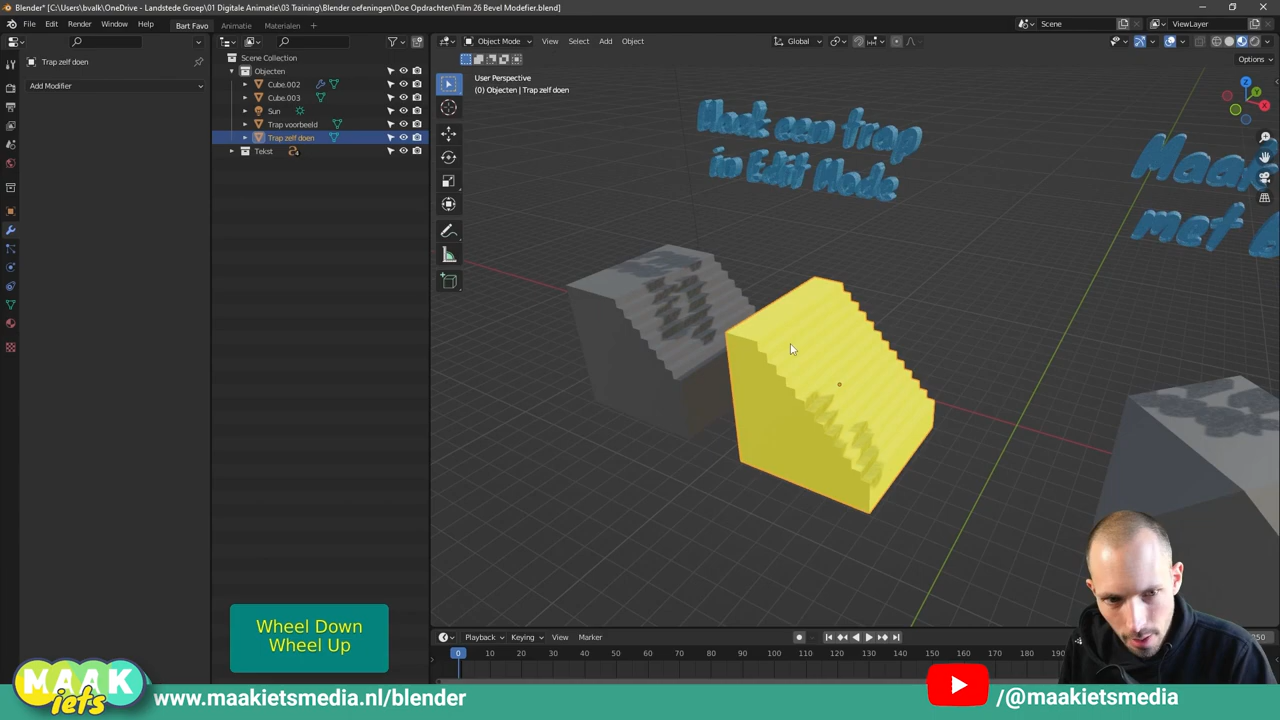 Blender* [C:\Users\bvalk\OneDrive - Landstede Groep\01 Digitale Animatie\03 Training\Blender oefeningen\Doe Opdrachten\Film 26 Bevel Modefier.blend]
File Edit Render Window Help Bart Favo Animatie Materialen Scene ViewLayer
Object Mode View Select Add Object Global
Options
Trap zelf doen
Add Modifier
Scene Collection
Objecten
Cube.002
Cube.003
Sun
Trap voorbeeld
Trap zelf doen
Tekst
4
User Perspective
(0) Objecten | Trap zelf doen
Z
Y
X
Maak een trap
in Edit Mode
Maak
met
Wheel Down
Wheel Up
Playback Keying View Marker
0 10 20 30 40 50 60 70 80 90 100 110 120 130 140 150 160 170 180 190
250
MAAK
iets
www.maakietsmedia.nl/blender
/@maakietsmedia